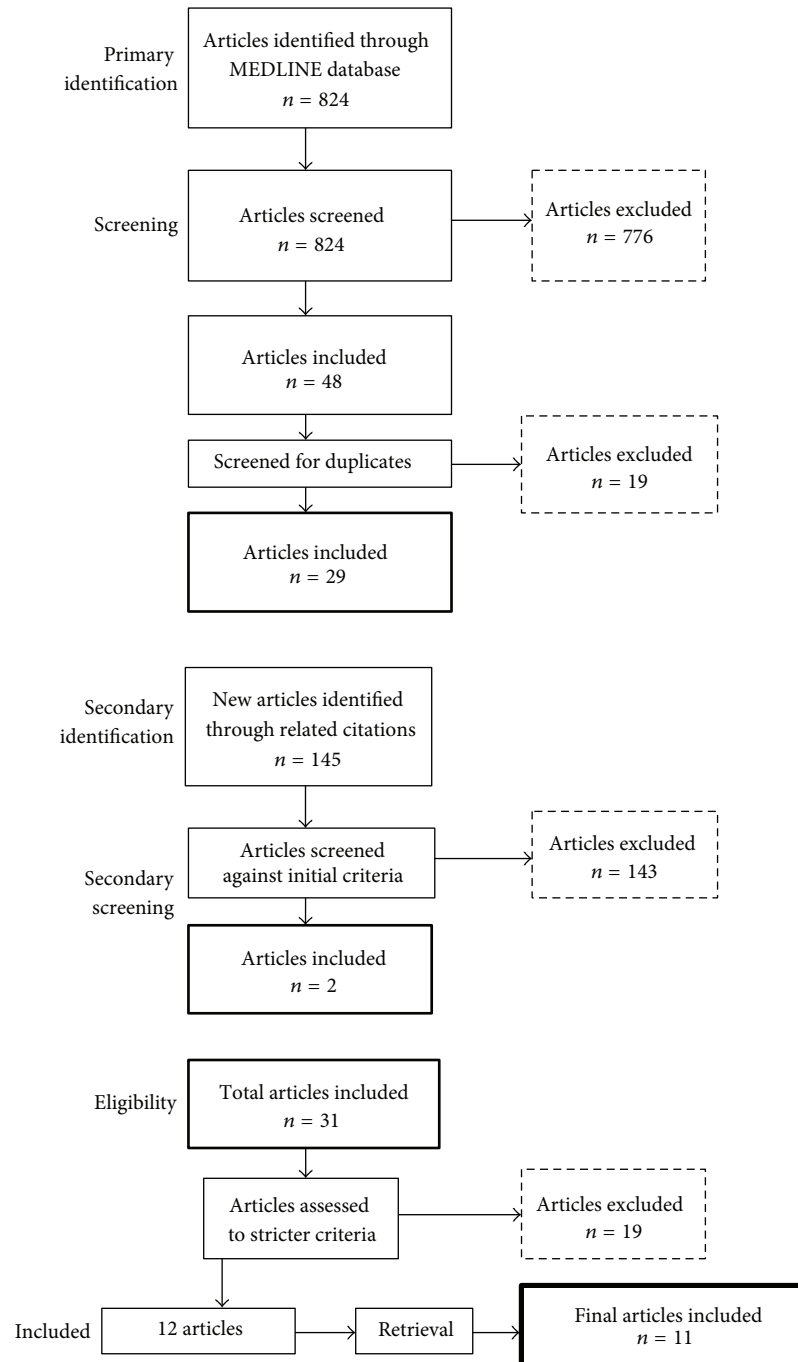 Primary
identification
Articles identified through
MEDLINE database
n = 824
Screening
Articles screened
n = 824
Articles excluded
n = 776
Articles included
n = 48
Screened for duplicates
Articles excluded
n = 19
Articles included
n = 29
Secondary
identification
New articles identified
through related citations
n = 145
Secondary
screening
Articles screened
against initial criteria
Articles excluded
n = 143
Articles included
n = 2
Eligibility
Total articles included
n = 31
Articles assessed
to stricter criteria
Articles excluded
n = 19
Included
12 articles
Retrieval
Final articles included
n = 11